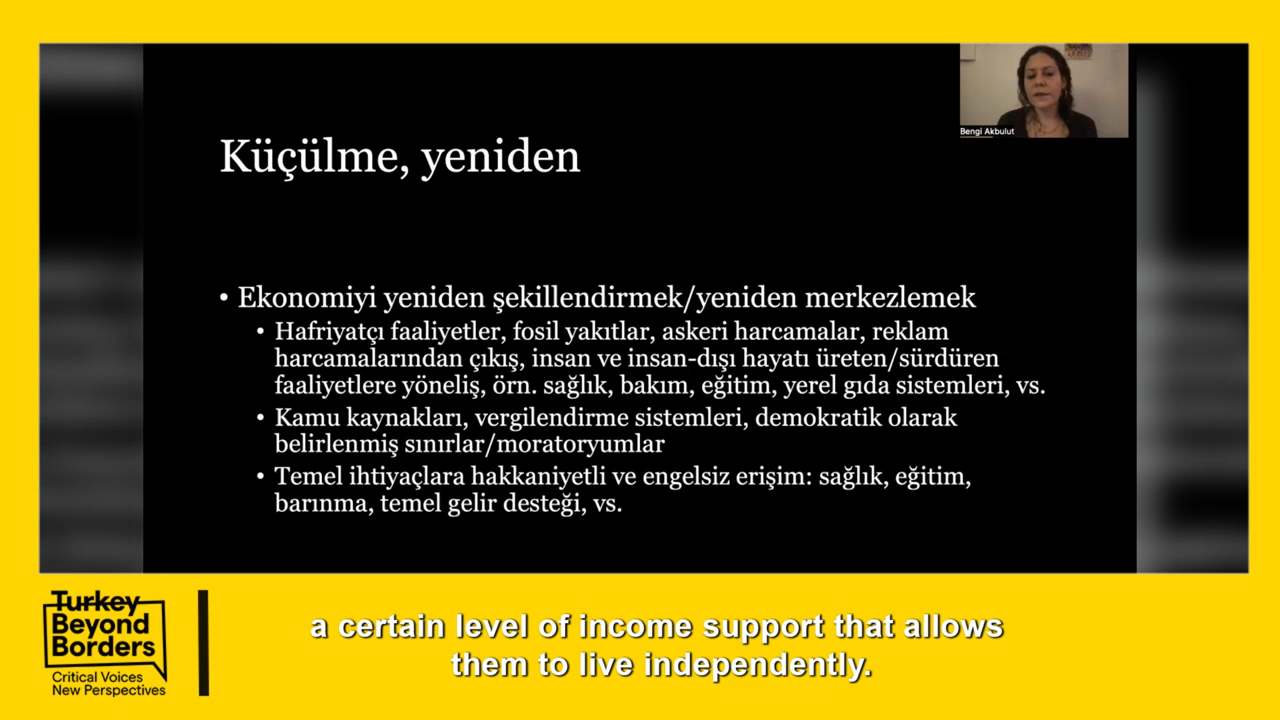 Bengi Akbulut
Küçülme, yeniden
• Ekonomiyi yeniden şekillendirmek/yeniden merkezlemek
• Hafriyatçı faaliyetler, fosil yakıtlar, askeri harcamalar, reklam
harcamalarından çıkış, insan ve insan-dışı hayatı üreten/sürdüren
faaliyetlere yöneliş, örn. sağlık, bakım, eğitim, yerel gıda sistemleri, vs.
• Kamu kaynakları, vergilendirme sistemleri, demokratik olarak
belirlenmiş sınırlar/moratoryumlar
• Temel ihtiyaçlara hakkaniyetli ve engelsiz erişim: sağlık, eğitim,
barınma, temel gelir desteği, vs.
Turkey
Beyond
Borders
Critical Voices
New Perspectives
a certain level of income support that allows
them to live independently.